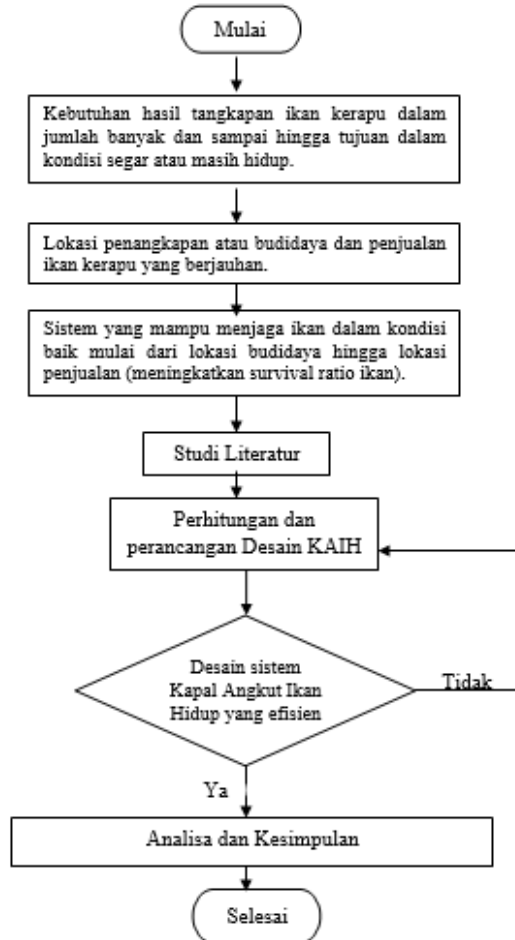 Mulai
Kebutuhan hasil tangkapan ikan kerapu dalam
jumlah banyak dan sampai hingga tujuan dalam
kondisi segar atau masih hidup.
Lokasi penangkapan atau budidaya dan penjualan
ikan kerapu yang berjauhan.
Sistem yang mampu menjaga ikan dalam kondisi
baik mulai dari lokasi budidaya hingga lokasi
penjualan (meningkatkan survival ratio ikan).
Studi Literatur
Perhitungan dan
perancangan Desain KAIH
Desain sistem
Kapal Angkut Ikan
Hidup yang efisien
Tidak
Ya
Analisa dan Kesimpulan
Selesai